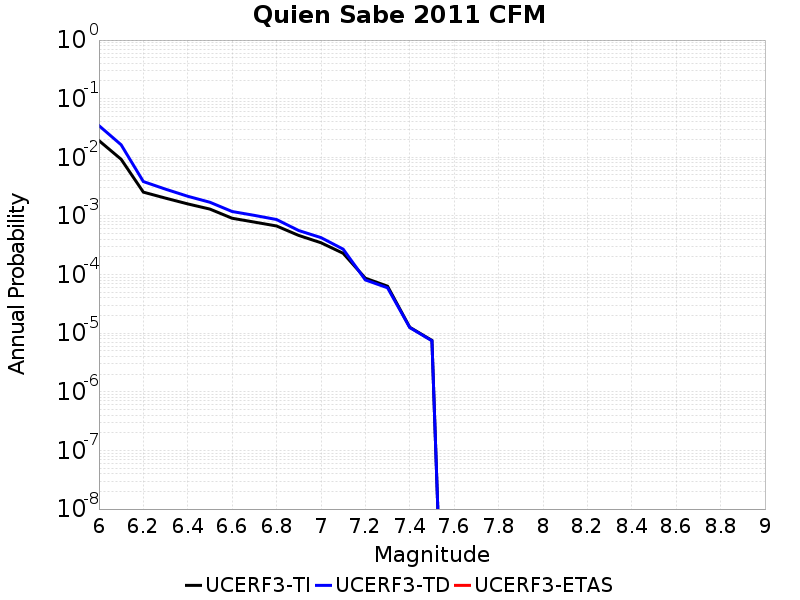 Quien Sabe 2011 CFM
10^0
10^-1
10^-2
10^-3
10^-4
10^-5
10^-6
10^-7
10^-8
Annual Probability
6 6.2 6.4 6.6 6.8 7 7.2 7.4 7.6 7.8 8 8.2 8.4 8.6 8.8 9
Magnitude
UCERF3-TI UCERF3-TD UCERF3-ETAS